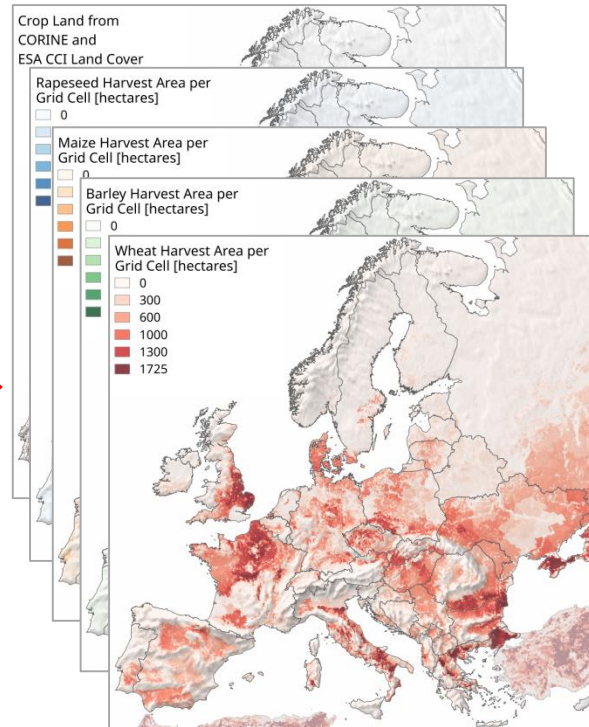 Crop Land from
CORINE and
ESA CCI Land Cover
Rapeseed Harvest Area per
Grid Cell [hectares]
0
Maize Harvest Area per
Grid Cell [hectares]
0
Barley Harvest Area per
Grid Cell [hectares]
0
Wheat Harvest Area per
Grid Cell [hectares]
0
300
600
1000
1300
1725